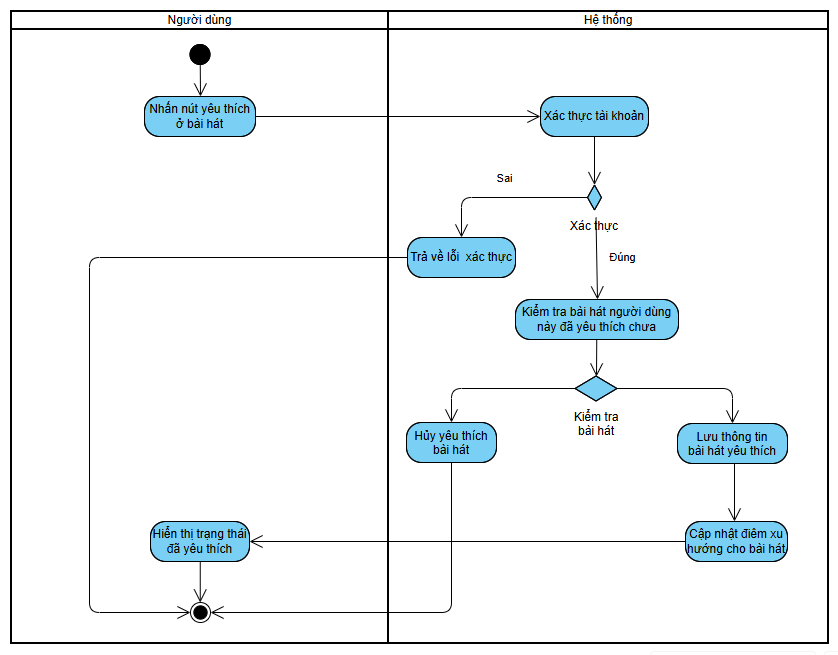 Người dùng
Hệ thống
Nhấn nút yêu thích
ở bài hát
Xác thực tài khoản
Sai
Xác thực
Trả về lỗi xác thực
Đúng
Kiểm tra bài hát người dùng
này đã yêu thích chưa
Kiểm tra
bài hát
Hủy yêu thích
bài hát
Lưu thông tin
bài hát yêu thích
Hiển thị trạng thái
đã yêu thích
Cập nhật điểm xu
hướng cho bài hát